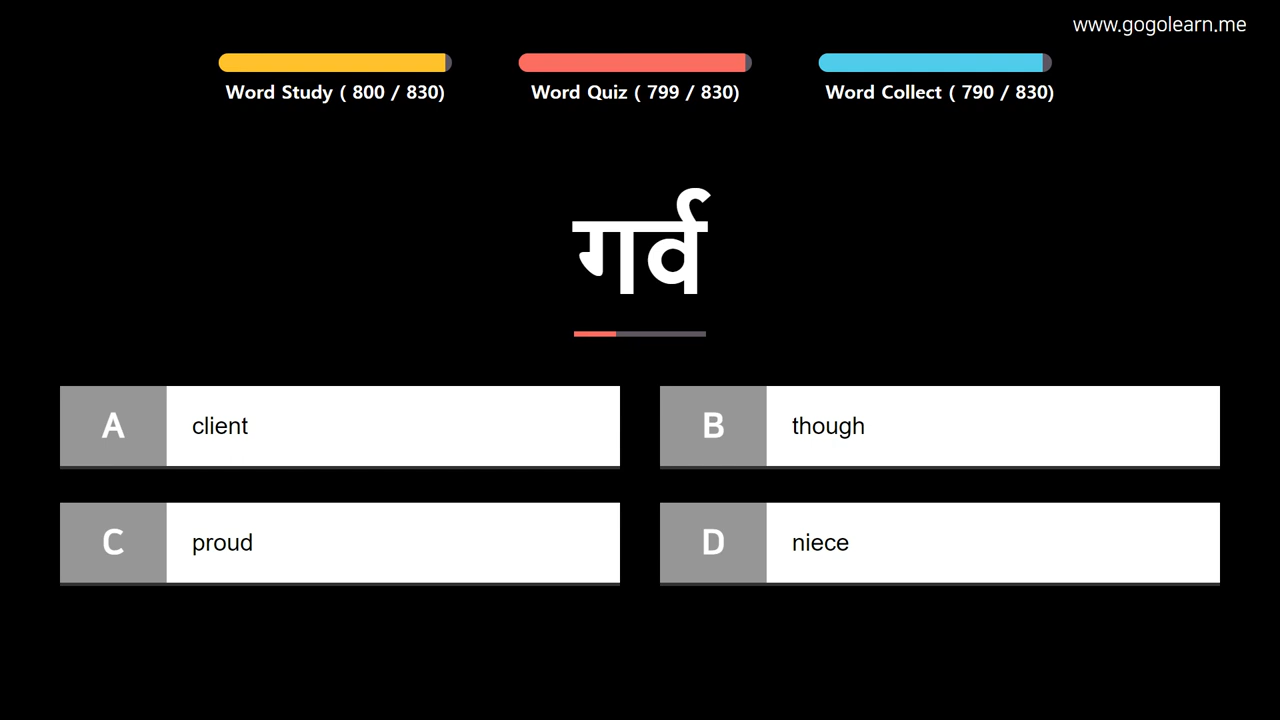 www.gogolearn.me
Word Study ( 800 / 830)
Word Quiz ( 799 / 830)
Word Collect ( 790 / 830)
गर्व
A client
B though
C proud
D niece